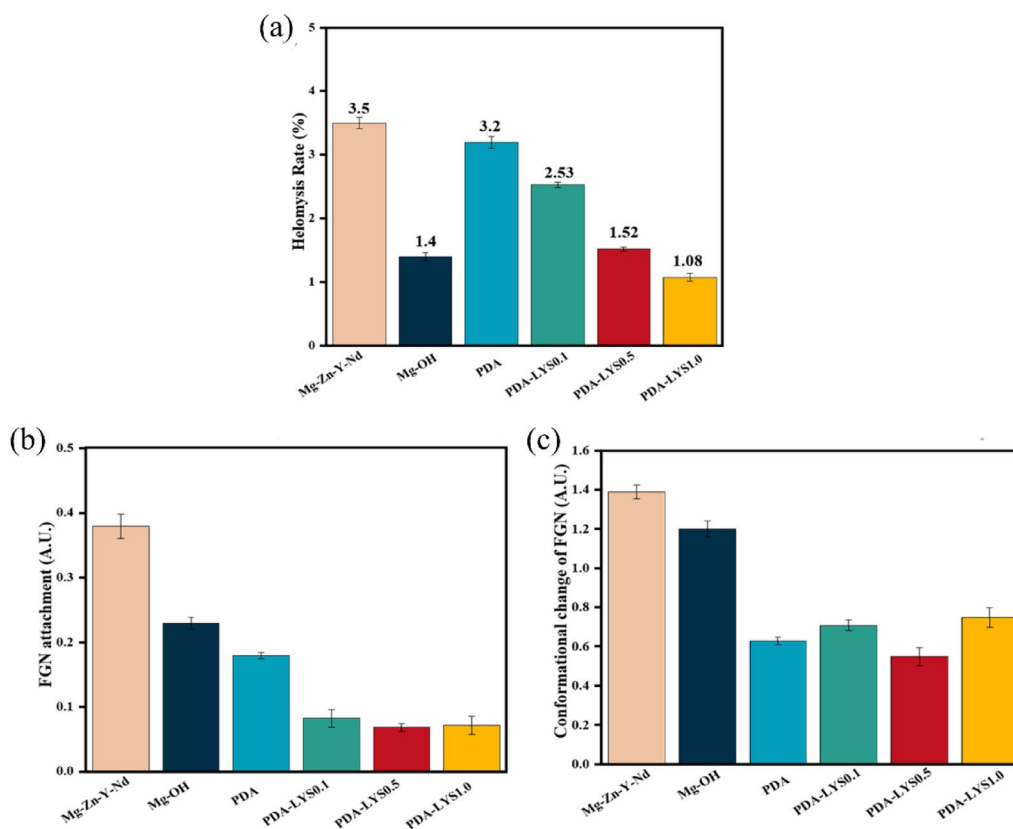 (a)
Helomysis Rate (%)
5
4
3
2
1
0
3.5
1.4
3.2
2.53
1.52
1.08
Mg-Zn-Y-Nd
Mg-OH
PDA
PDA-LYS0.1
PDA-LYS0.5
PDA-LYS1.0
(b)
FGN attachment (A.U.)
0.5
0.4
0.3
0.2
0.1
0.0
Mg-Zn-Y-Nd
Mg-OH
PDA
PDA-LYS0.1
PDA-LYS0.5
PDA-LYS1.0
(c)
Conformational change of FGN (A.U.)
1.6
1.4
1.2
1.0
0.8
0.6
0.4
0.2
0.0
Mg-Zn-Y-Nd
Mg-OH
PDA
PDA-LYS0.1
PDA-LYS0.5
PDA-LYS1.0